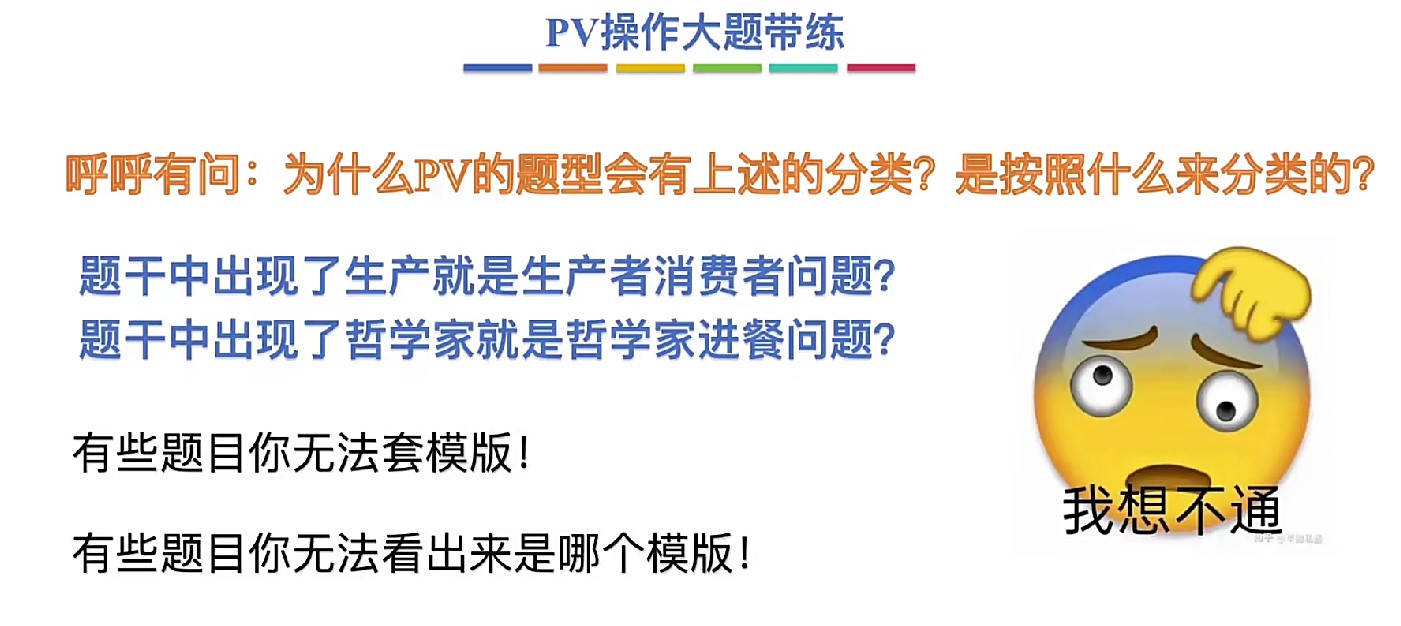 PV操作大题带练
呼呼有问：为什么PV的题型会有上述的分类？是按照什么来分类的？
题干中出现了生产就是生产者消费者问题？
题干中出现了哲学家就是哲学家进餐问题？
有些题目你无法套模版！
有些题目你无法看出来是哪个模版！
我想不通
知乎